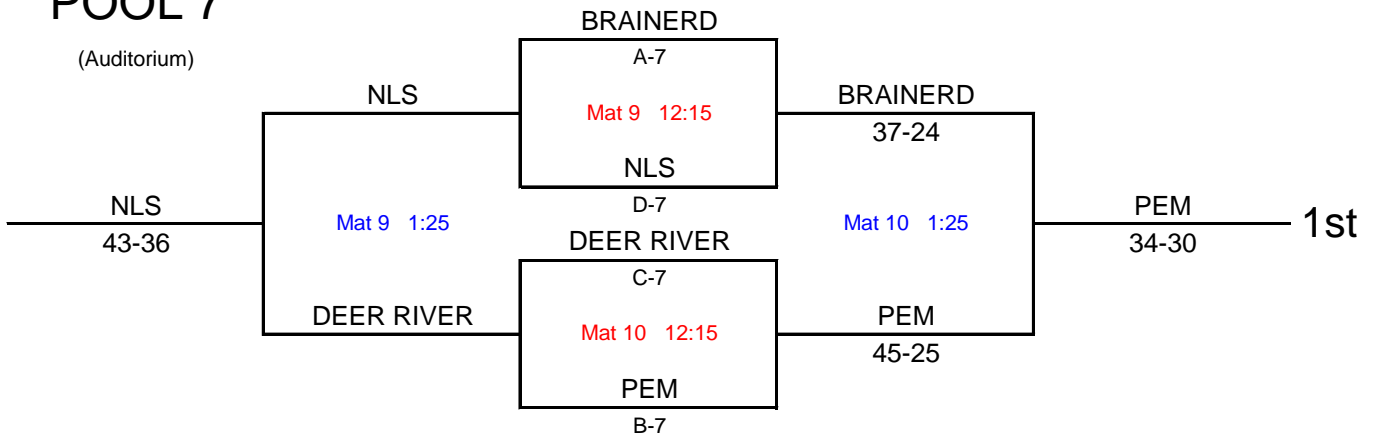 POOL 7
(Auditorium)
BRAINERD
A-7
NLS
Mat 9 12:15
BRAINERD
37-24
NLS
D-7
NLS
43-36
Mat 9 1:25
Mat 10 1:25
PEM
34-30
1st
DEER RIVER
C-7
DEER RIVER
Mat 10 12:15
PEM
45-25
PEM
B-7